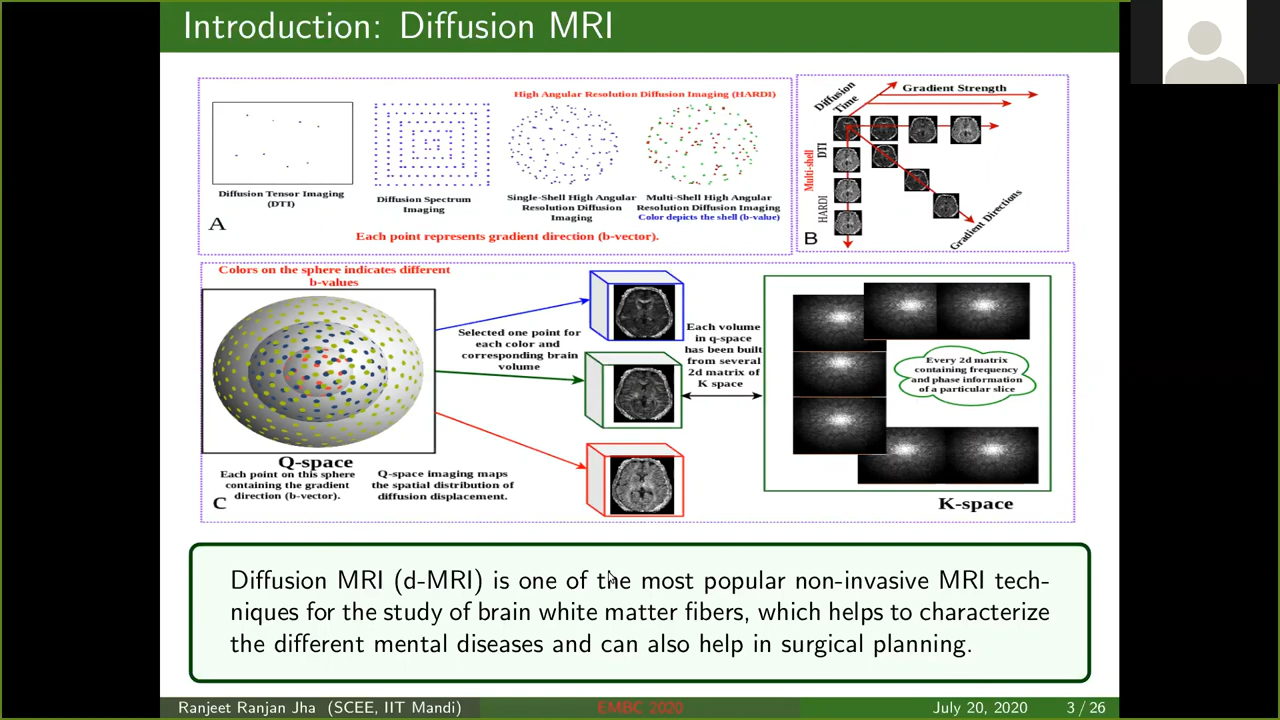 Introduction: Diffusion MRI
High Angular Resolution Diffusion Imaging (HARDI)
Diffusion Tensor Imaging
(DTI)
Diffusion Spectrum
Imaging
Single-Shell High Angular
Resolution Diffusion
Imaging
Multi-Shell High Angular
Resolution Diffusion Imaging
Color depicts the shell (b-value)
A
Each point represents gradient direction (b-vector).
Diffusion
Time
Gradient Strength
Multi-shell
DTI
HARDI
Gradient Directions
B
Colors on the sphere indicates different
b-values
Q-space
Each point on this sphere
containing the gradient
direction (b-vector).
C
Q-space imaging maps
the spatial distribution of
diffusion displacement.
Selected one point for
each color and
corresponding brain
volume
Each volume
in q-space
has been built
from several
2d matrix of
K space
Every 2d matrix
containing frequency
and phase information
of a particular slice
K-space
Diffusion MRI (d-MRI) is one of the most popular non-invasive MRI tech-
niques for the study of brain white matter fibers, which helps to characterize
the different mental diseases and can also help in surgical planning.
Ranjeet Ranjan Jha (SCEE, IIT Mandi)
EMBC 2020
July 20, 2020
3 / 26